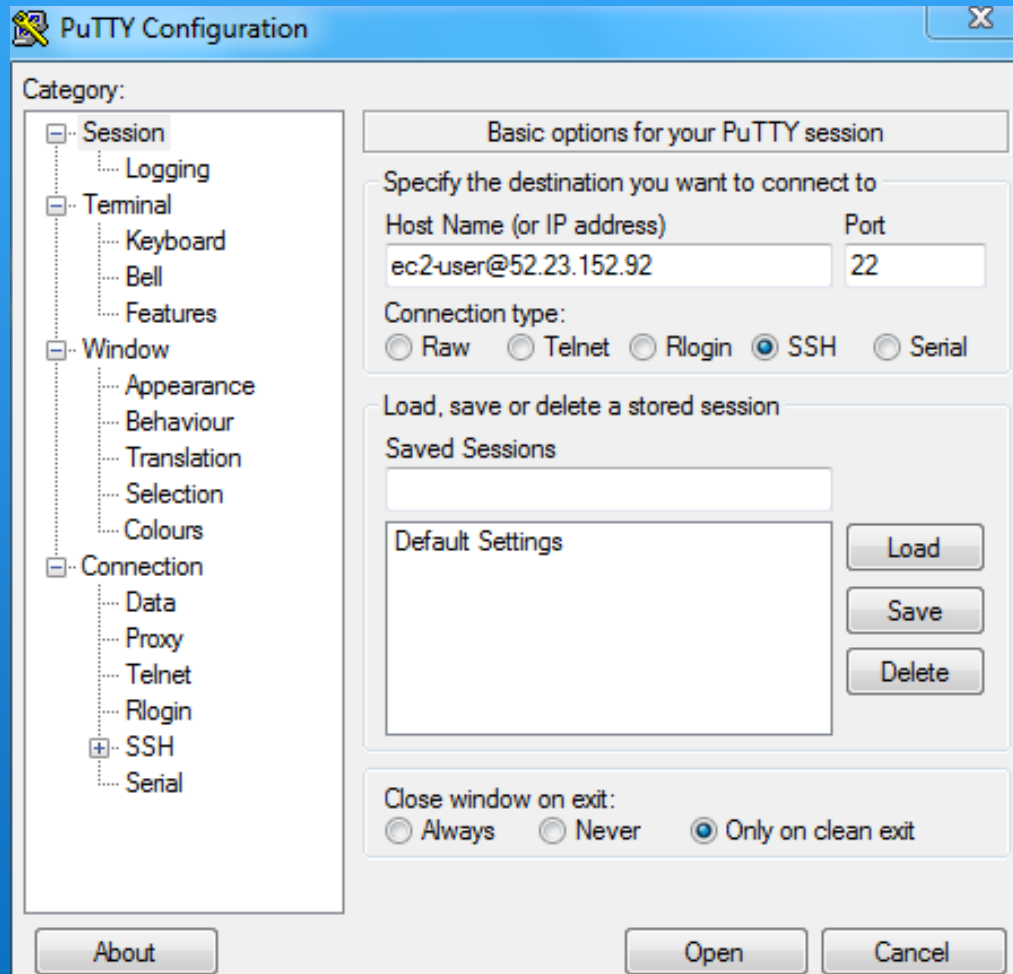 PuTTY Configuration
Category:
Session
Logging
Terminal
Keyboard
Bell
Features
Window
Appearance
Behaviour
Translation
Selection
Colours
Connection
Data
Proxy
Telnet
Rlogin
SSH
Serial
Basic options for your PuTTY session
Specify the destination you want to connect to
Host Name (or IP address) Port
ec2-user@52.23.152.92 22
Connection type:
Raw Telnet Rlogin SSH Serial
Load, save or delete a stored session
Saved Sessions
Default Settings
Load
Save
Delete
Close window on exit:
Always Never Only on clean exit
About Open Cancel